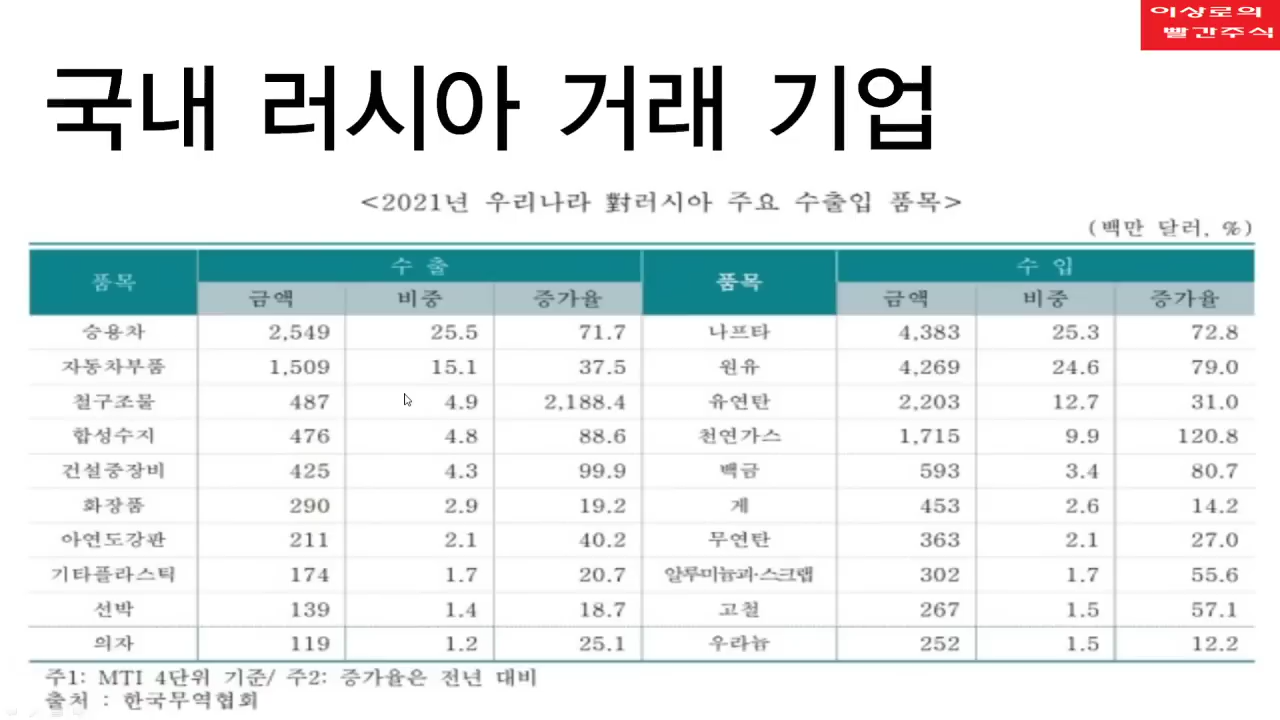 이상로의
빨간주식
국내 러시아 거래 기업
<2021년 우리나라 對러시아 주요 수출입 품목>
(백만 달러, %)
품목 수 출 품목 수 입
금액 비중 증가율 금액 비중 증가율
승용차 2,549 25.5 71.7 나프타 4,383 25.3 72.8
자동차부품 1,509 15.1 37.5 원유 4,269 24.6 79.0
철구조물 487 4.9 2,188.4 유연탄 2,203 12.7 31.0
합성수지 476 4.8 88.6 천연가스 1,715 9.9 120.8
건설중장비 425 4.3 99.9 백금 593 3.4 80.7
화장품 290 2.9 19.2 게 453 2.6 14.2
아연도강판 211 2.1 40.2 무연탄 363 2.1 27.0
기타플라스틱 174 1.7 20.7 알루미늄괴·스크랩 302 1.7 55.6
선박 139 1.4 18.7 고철 267 1.5 57.1
의자 119 1.2 25.1 우라늄 252 1.5 12.2
주1: MTI 4단위 기준/ 주2: 증가율은 전년 대비
출처 : 한국무역협회